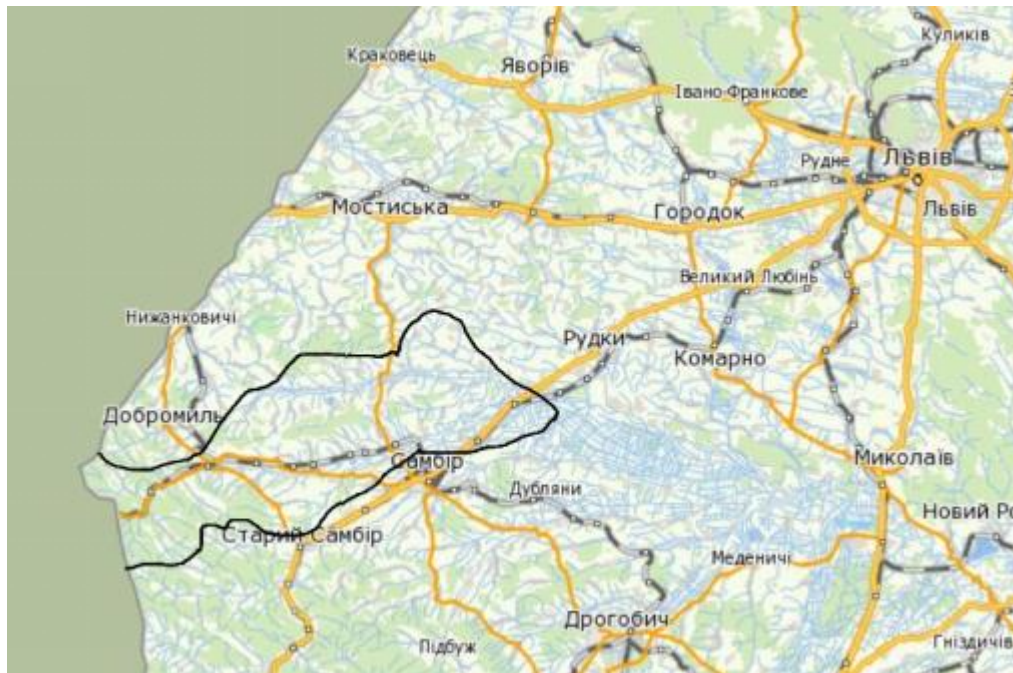 Куликів
Краковець
Яворів
Івано-Франкове
Львів
Рудне
Мостиська
Городок
Львів
Великий Любінь
Нижанковичі
Рудки
Комарно
Добромиль
Самбір
Миколаїв
Дубляни
Новий Ро
Старий Самбір
Меденичі
Дрогобич
Підбуж
Гніздичів